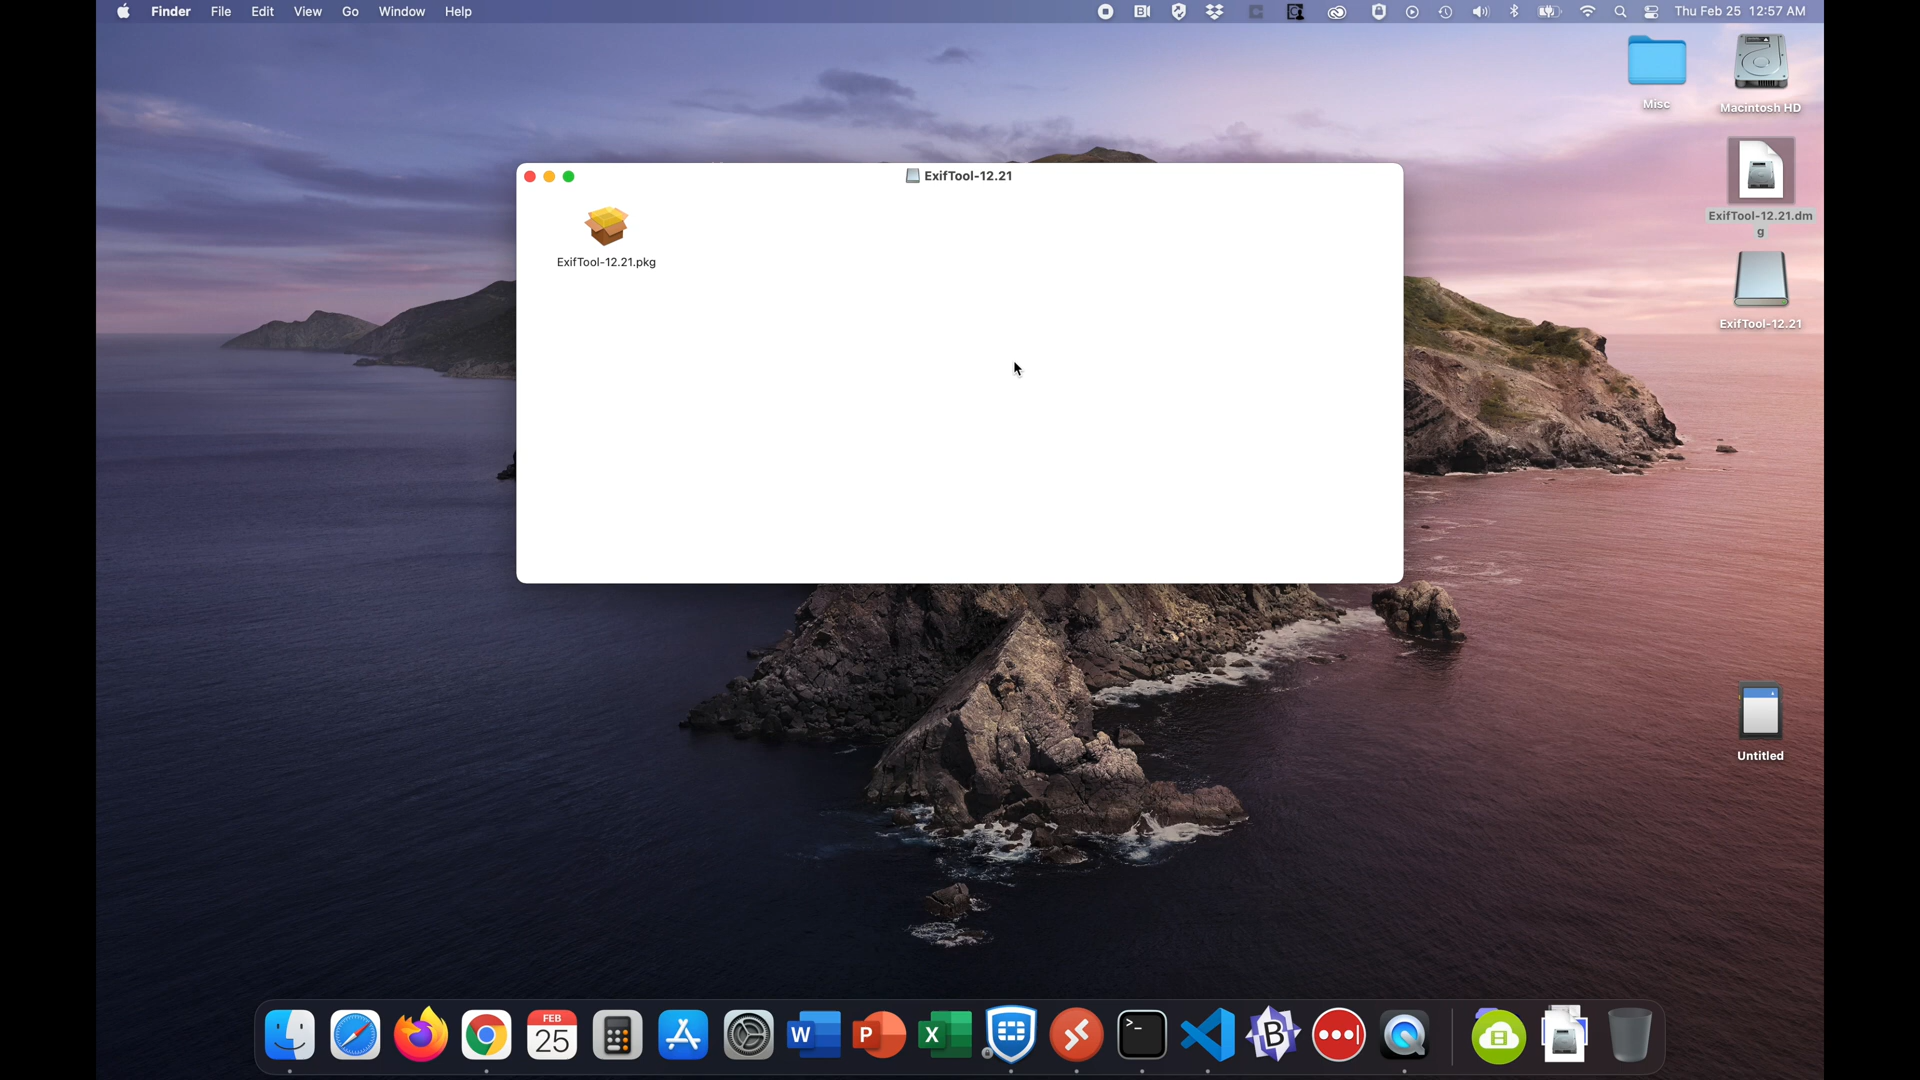 Finder File Edit View Go Window Help
Thu Feb 25 12:57 AM
Misc
Macintosh HD
ExifTool-12.21
ExifTool-12.21.dm
g
ExifTool-12.21.pkg
ExifTool-12.21
Untitled
FEB
25
W
P
X
>_
B